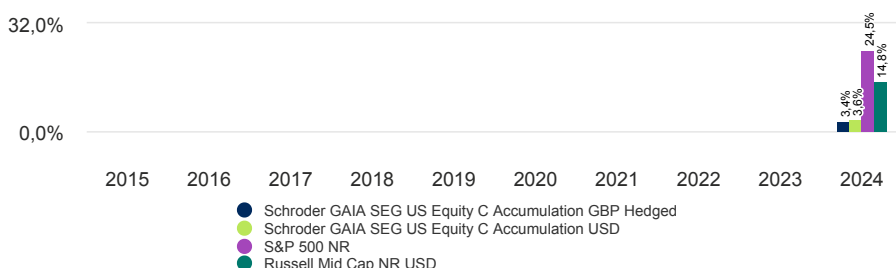 32,0%
24,5%
14,8%
3,4%
3,6%
0,0%
2015 2016 2017 2018 2019 2020 2021 2022 2023 2024
Schroder GAIA SEG US Equity C Accumulation GBP Hedged
Schroder GAIA SEG US Equity C Accumulation USD
S&P 500 NR
Russell Mid Cap NR USD